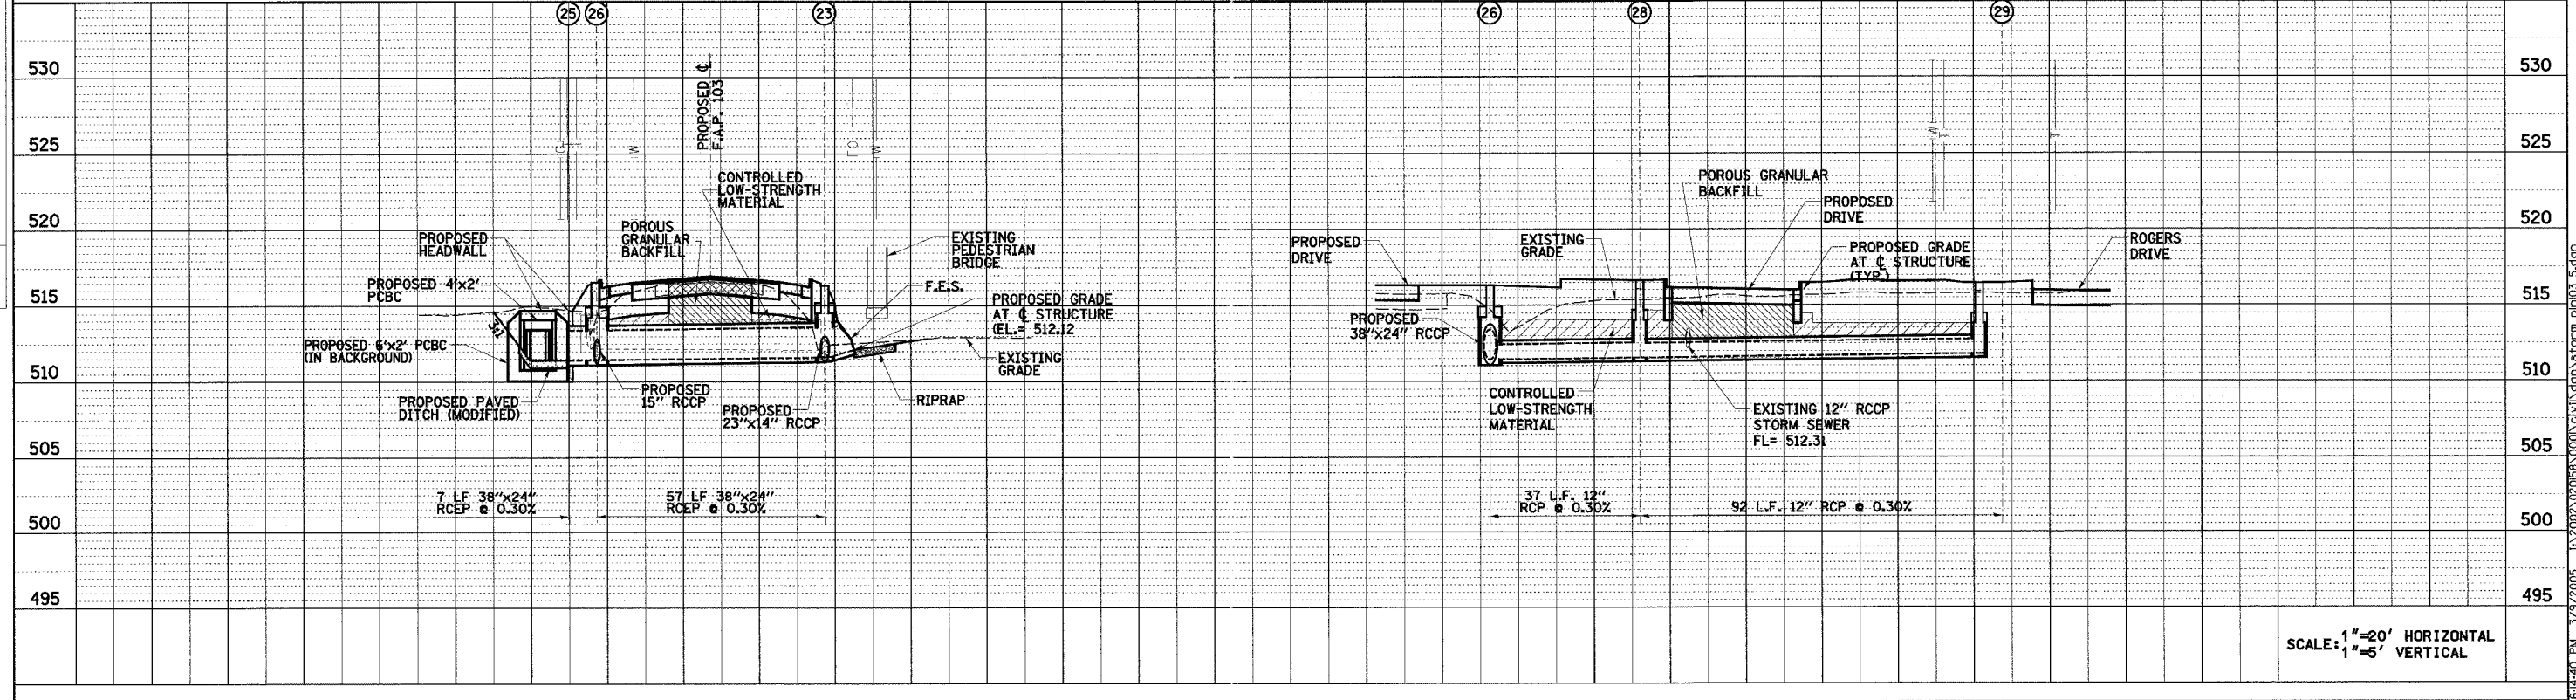 25 26 23 26 28 29
530
525
520
515
510
505
500
495
PROPOSED ℄
F.A.P. 103
G
T
W
FO
W
CONTROLLED
LOW-STRENGTH
MATERIAL
POROUS
GRANULAR
BACKFILL
PROPOSED
HEADWALL
PROPOSED 4'x2'
PCBC
3:1
PROPOSED 6'x2' PCBC
(IN BACKGROUND)
PROPOSED PAVED
DITCH (MODIFIED)
PROPOSED
15" RCCP
PROPOSED
23"x14" RCCP
EXISTING
PEDESTRIAN
BRIDGE
F.E.S.
PROPOSED GRADE
AT ℄ STRUCTURE
(EL.= 512.12
EXISTING
GRADE
RIPRAP
7 LF 38"x24"
RCEP @ 0.30%
57 LF 38"x24"
RCEP @ 0.30%
W
T
T
POROUS GRANULAR
BACKFILL
PROPOSED
DRIVE
PROPOSED
DRIVE
EXISTING
GRADE
PROPOSED GRADE
AT ℄ STRUCTURE
(TYP.)
ROGERS
DRIVE
PROPOSED
38"x24" RCCP
CONTROLLED
LOW-STRENGTH
MATERIAL
EXISTING 12" RCCP
STORM SEWER
FL= 512.31
37 L.F. 12"
RCP @ 0.30%
92 L.F. 12" RCP @ 0.30%
530
525
520
515
510
505
500
495
SCALE: 1"=20' HORIZONTAL
1"=5' VERTICAL